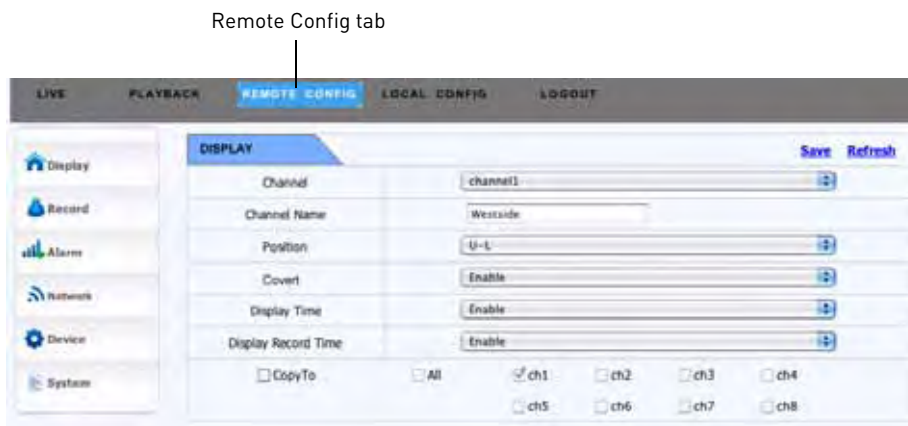 Remote Config tab
LIVE PLAYBACK REMOTE CONFIG LOCAL CONFIG LOGOUT
DISPLAY Save Refresh
Display
Record
Alarm
Network
Device
System
Channel channel1
Channel Name Westside
Position U-L
Covert Enable
Display Time Enable
Display Record Time Enable
CopyTo All ch1 ch2 ch3 ch4
ch5 ch6 ch7 ch8